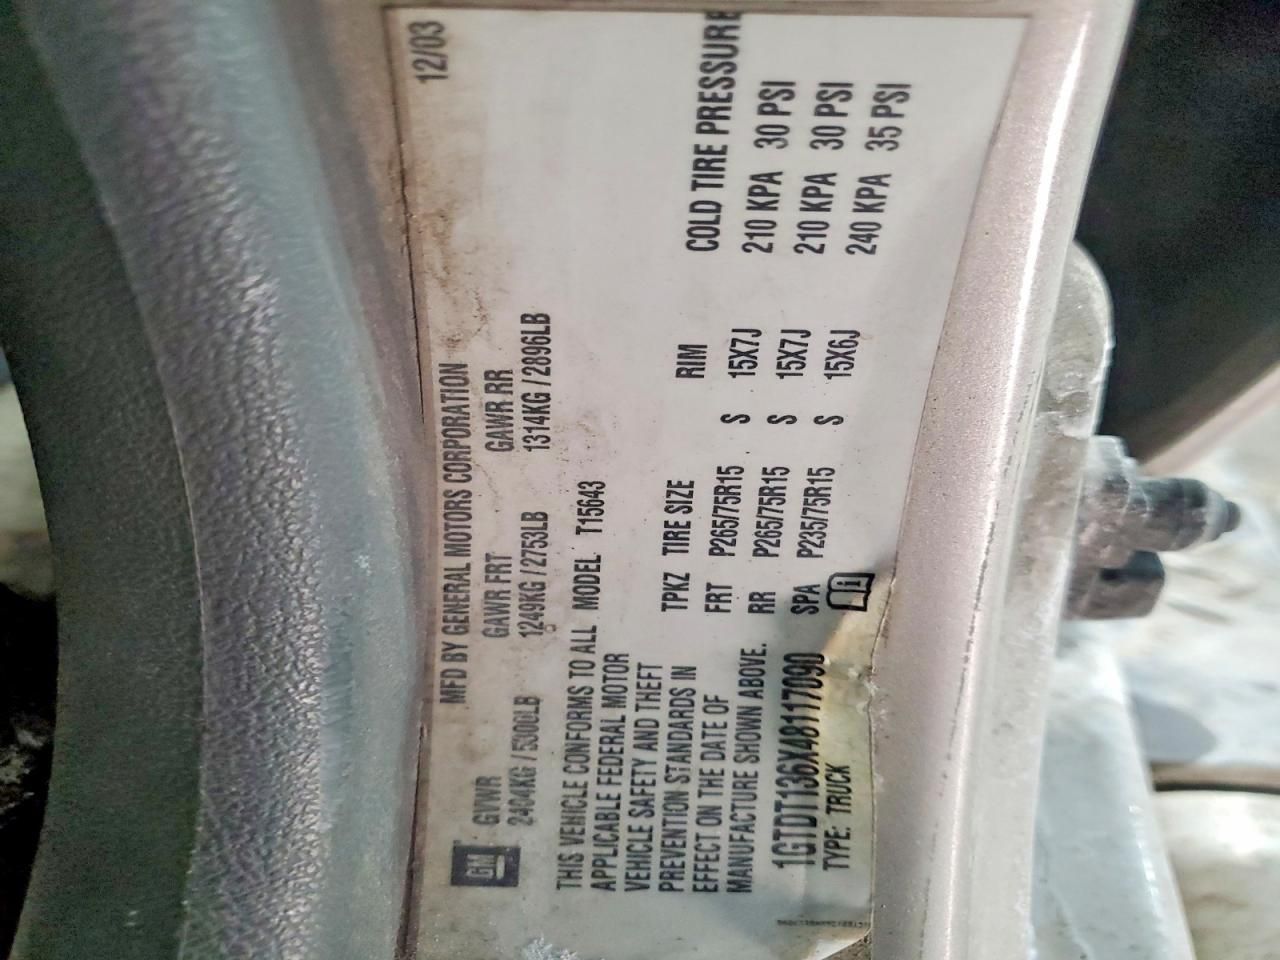 12/03
MFD BY GENERAL MOTORS CORPORATION
GM
GVWR GAWR FRT GAWR RR
2404KG / 5300LB 1249KG / 2753LB 1314KG / 2896LB
THIS VEHICLE CONFORMS TO ALL MODEL: T15643
APPLICABLE FEDERAL MOTOR
VEHICLE SAFETY AND THEFT
PREVENTION STANDARDS IN
EFFECT ON THE DATE OF
MANUFACTURE SHOWN ABOVE.
1GTDT136X48117090
TYPE: TRUCK
TPKZ TIRE SIZE RIM COLD TIRE PRESSURE
FRT P265/75R15 S 15X7J 210 KPA 30 PSI
RR P265/75R15 S 15X7J 210 KPA 30 PSI
SPA P235/75R15 S 15X6J 240 KPA 35 PSI
i